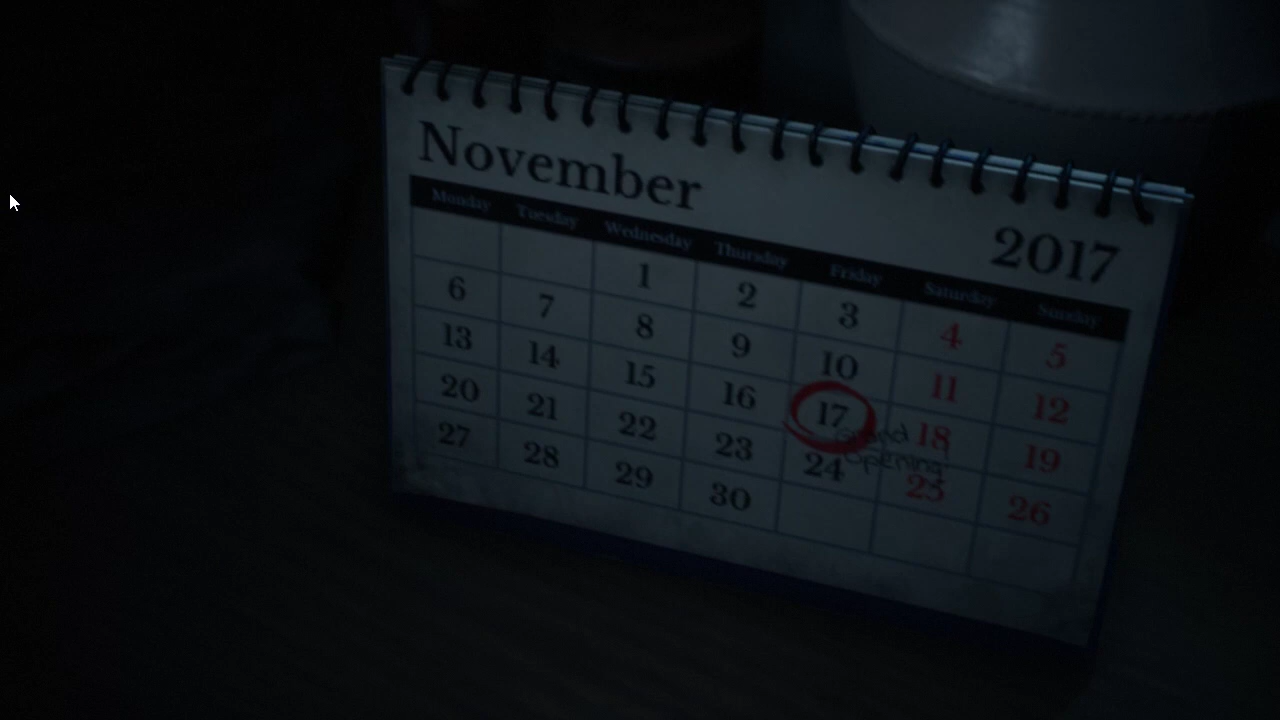 November
2017
Monday Tuesday Wednesday Thursday Friday Saturday Sunday
1 2 3 4 5
6 7 8 9 10 11 12
13 14 15 16 17 18 19
20 21 22 23 24 25 26
27 28 29 30
Grand
Opening